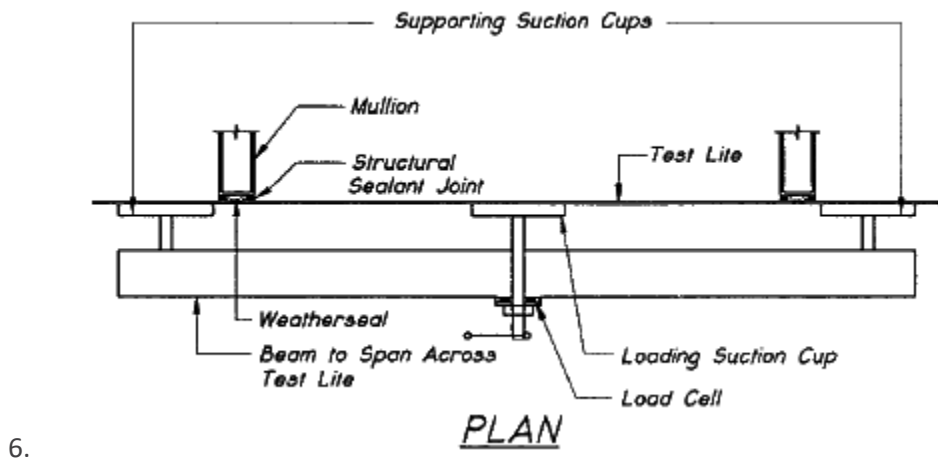 Supporting Suction Cups
Mullion
Test Lite
Structural
Sealant Joint
Weatherseal
Beam to Span Across
Test Lite
Loading Suction Cup
Load Cell
PLAN
6.